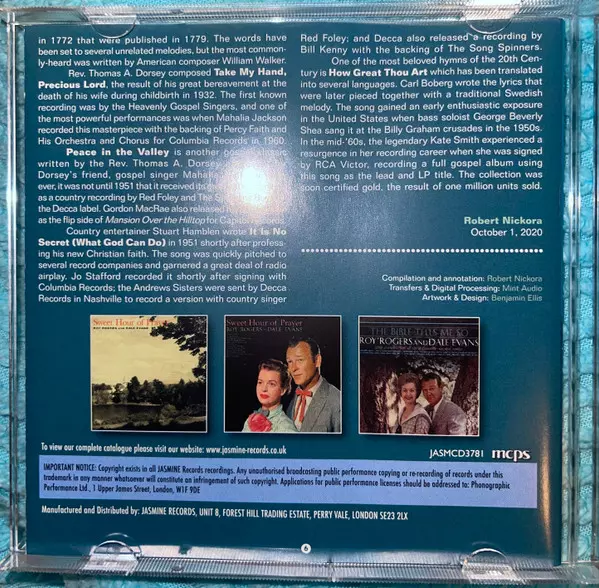 in 1772 that were published in 1779. The words have
been set to several unrelated melodies, but the most common-
ly-heard was written by American composer William Walker.
Rev. Thomas A. Dorsey composed Take My Hand,
Precious Lord, the result of his great bereavement at the
death of his wife during childbirth in 1932. The first known
recording was by the Heavenly Gospel Singers, and one of
the most powerful performances was when Mahalia Jackson
recorded this masterpiece with the backing of Percy Faith and
His Orchestra and Chorus for Columbia Records in 1960.
Peace in the Valley is another
written by the Rev. Thomas A. Dorsey
Dorsey's friend, gospel singer Mahalia
ever, it was not until 1951 that it received its
as a country recording by Red Foley and The
the Decca label. Gordon MacRae also released
as the flip side of Mansion Over the Hilltop for Capitol Records.
Country entertainer Stuart Hamblen wrote It Is No
Secret (What God Can Do) in 1951 shortly after profess-
ing his new Christian faith. The song was quickly pitched to
several record companies and garnered a great deal of radio
airplay. Jo Stafford recorded it shortly after signing with
Columbia Records; the Andrews Sisters were sent by Decca
Records in Nashville to record a version with country singer
Red Foley; and Decca also released a recording by
Bill Kenny with the backing of The Song Spinners.
One of the most beloved hymns of the 20th Cen-
tury is How Great Thou Art which has been translated
into several languages. Carl Boberg wrote the lyrics that
were later pieced together with a traditional Swedish
melody. The song gained an early enthusiastic exposure
in the United States when bass soloist George Beverly
Shea sang it at the Billy Graham crusades in the 1950s.
In the mid-'60s, the legendary Kate Smith experienced a
resurgence in her recording career when she was signed
by RCA Victor, recording a full gospel album using
this song as the lead and LP title. The collection was
soon certified gold, the result of one million units sold.
Robert Nickora
October 1, 2020
Compilation and annotation: Robert Nickora
Transfers & Digital Processing: Mint Audio
Artwork & Design: Benjamin Ellis
Sweet Hour of Prayer
ROY ROGERS AND DALE EVANS
Sweet Hour of Prayer
ROY ROGERS AND DALE EVANS
THE BIBLE TELLS ME SO
ROY ROGERS AND DALE EVANS
To view our complete catalogue please visit our website: www.jasmine-records.co.uk
JASMCD3781 mcps
IMPORTANT NOTICE: Copyright exists in all JASMINE Records recordings. Any unauthorised broadcasting public performance copying or re-recording of records under this
trademark in any manner whatsoever will constitute an infringement of such copyright. Applications for public performance licenses should be addressed to: Phonographic
Performance Ltd., 1 Upper James Street, London, W1F 9DE
Manufactured and Distributed by: JASMINE RECORDS, UNIT 8, FOREST HILL TRADING ESTATE, PERRY VALE, LONDON SE23 2LX
6